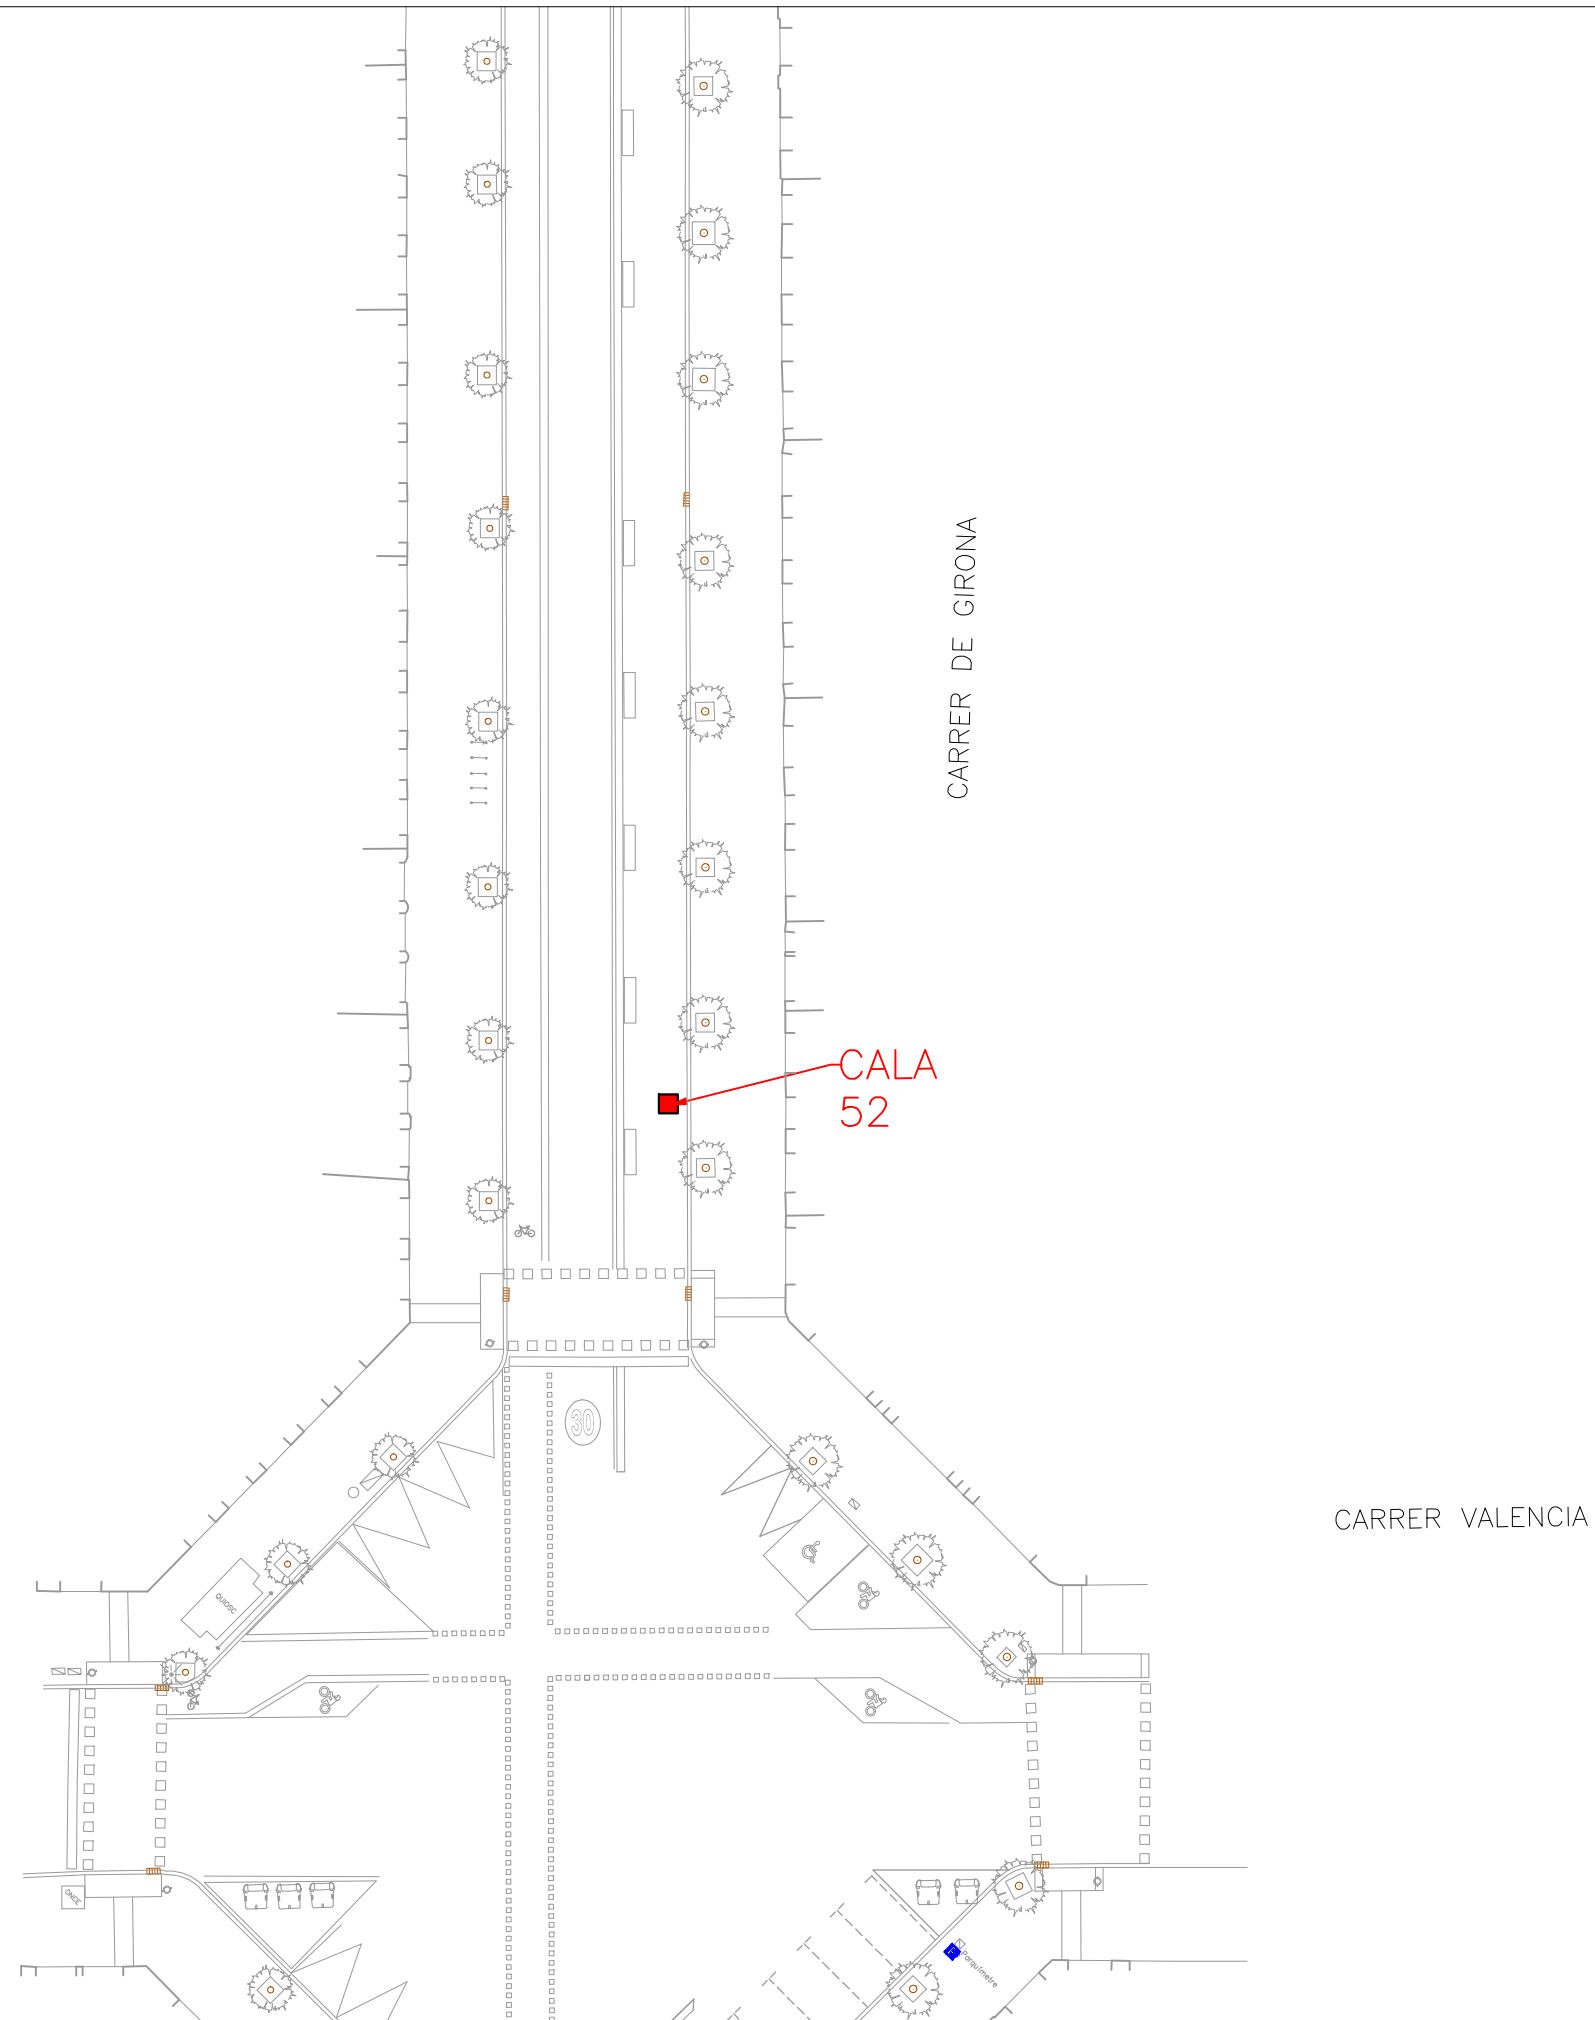 CARRER DE GIRONA
CALA
52
30
CARRER VALENCIA
QUIOSC
ONCE
Parquímetre